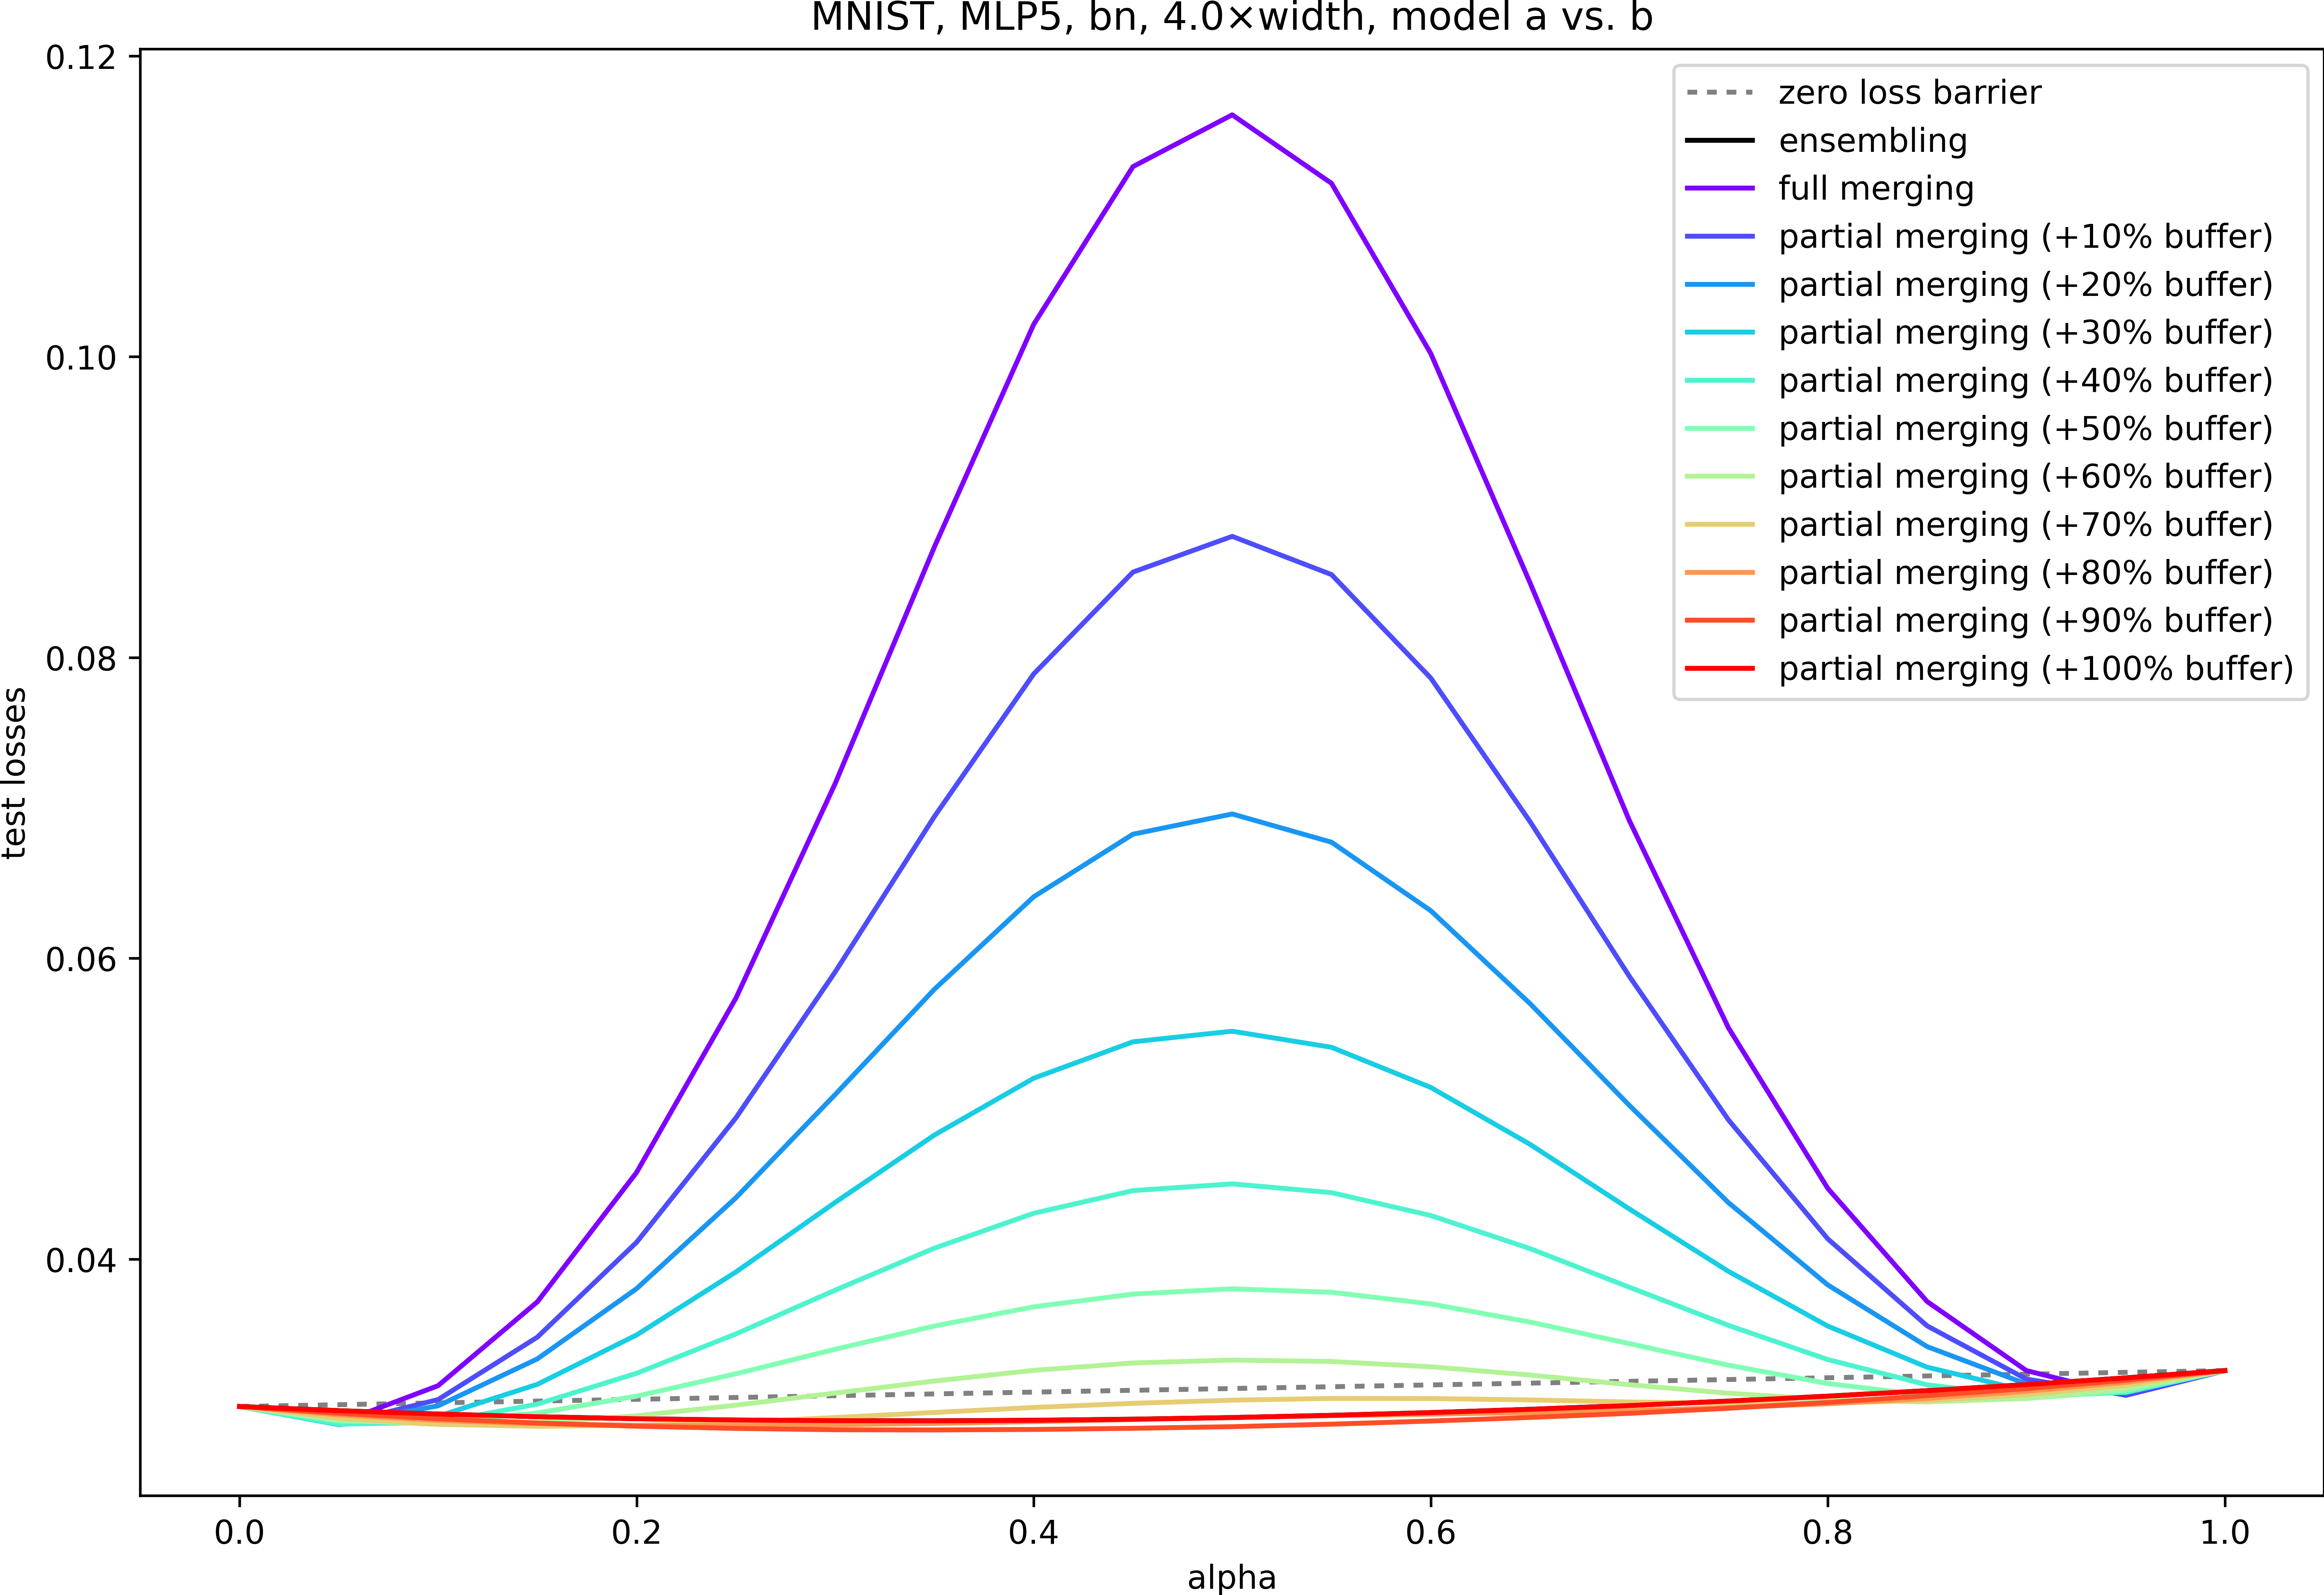 MNIST, MLP5, bn, 4.0×width, model a vs. b
0.12
0.10
0.08
0.06
0.04
test losses
zero loss barrier
ensembling
full merging
partial merging (+10% buffer)
partial merging (+20% buffer)
partial merging (+30% buffer)
partial merging (+40% buffer)
partial merging (+50% buffer)
partial merging (+60% buffer)
partial merging (+70% buffer)
partial merging (+80% buffer)
partial merging (+90% buffer)
partial merging (+100% buffer)
0.0 0.2 0.4 0.6 0.8 1.0
alpha